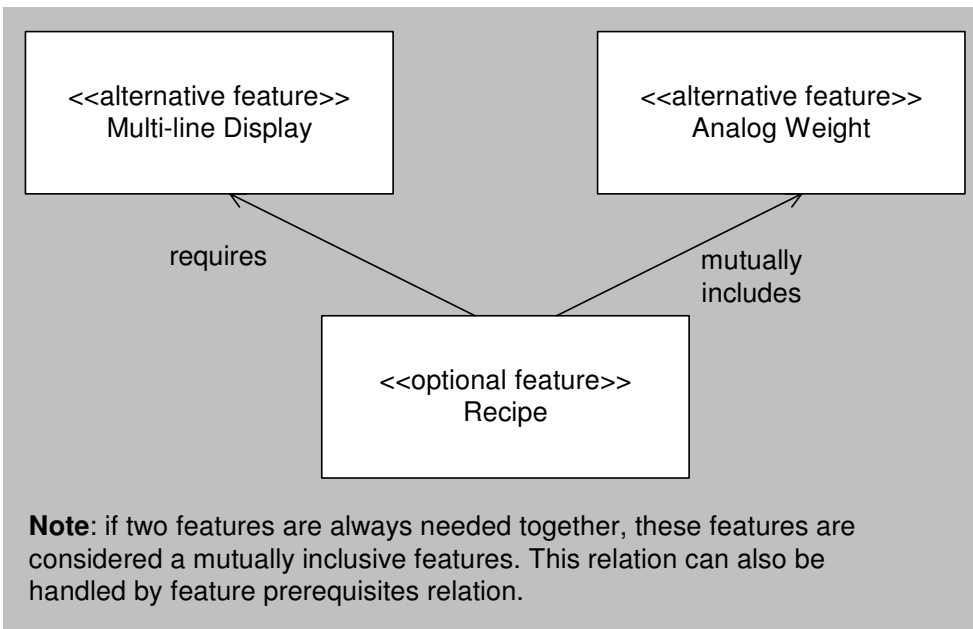 <<alternative feature>>
Multi-line Display
<<alternative feature>>
Analog Weight
requires
mutually
includes
<<optional feature>>
Recipe
Note: if two features are always needed together, these features are
considered a mutually inclusive features. This relation can also be
handled by feature prerequisites relation.